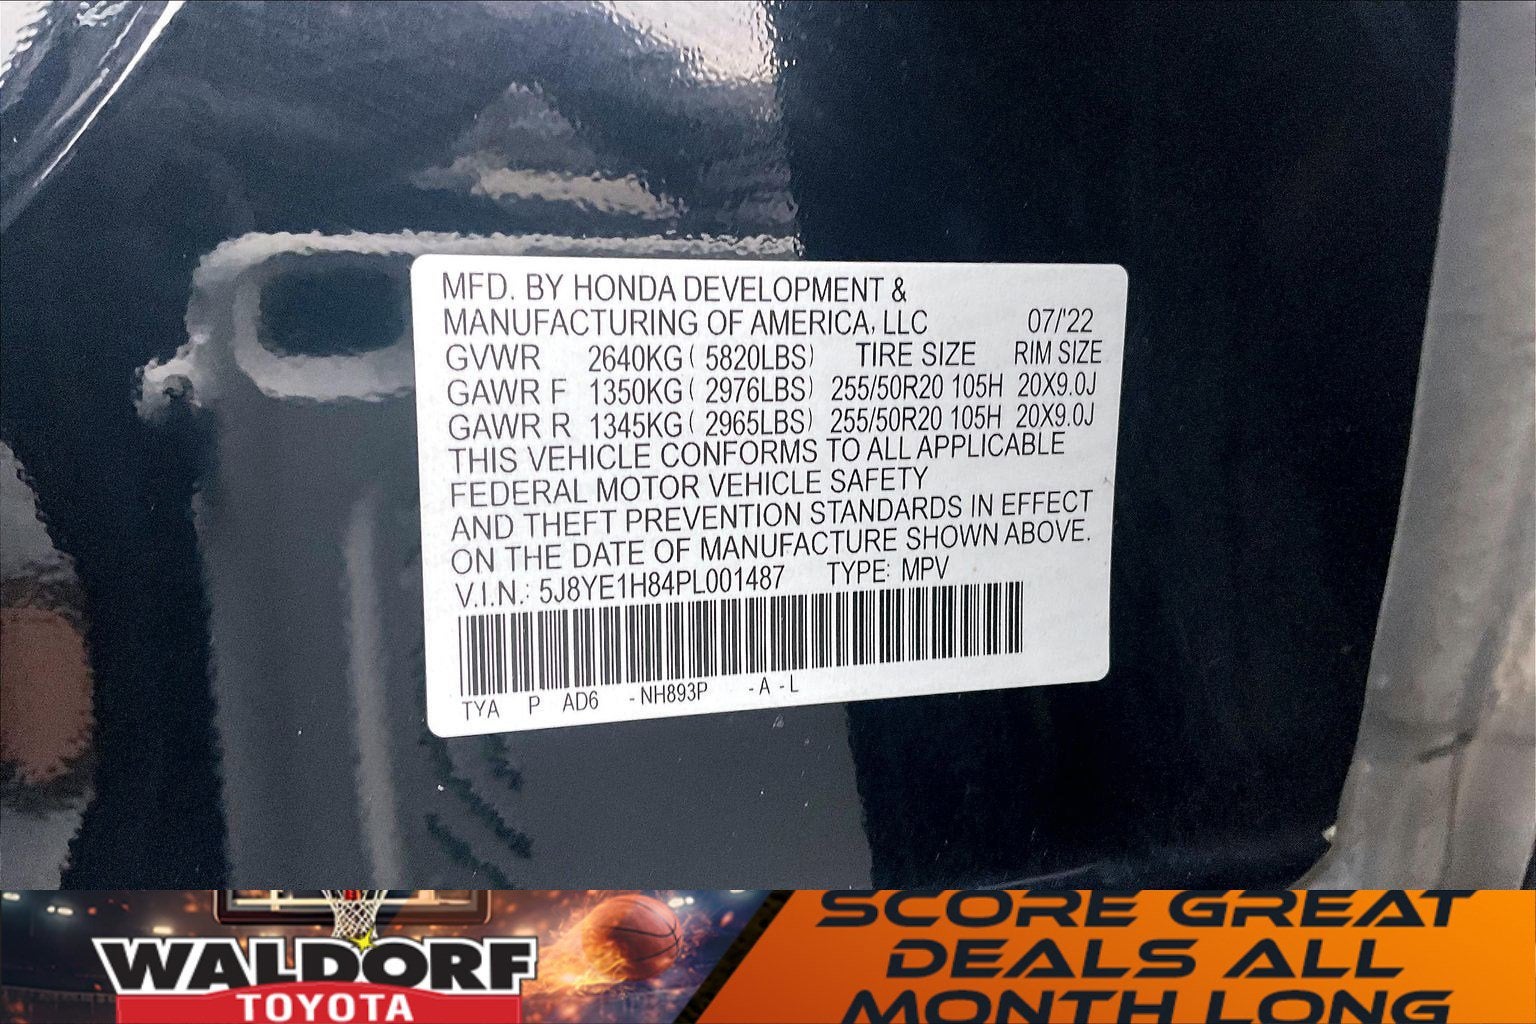 MFD. BY HONDA DEVELOPMENT &
MANUFACTURING OF AMERICA, LLC 07/'22
GVWR 2640KG ( 5820LBS) TIRE SIZE RIM SIZE
GAWR F 1350KG ( 2976LBS) 255/50R20 105H 20X9.0J
GAWR R 1345KG ( 2965LBS) 255/50R20 105H 20X9.0J
THIS VEHICLE CONFORMS TO ALL APPLICABLE
FEDERAL MOTOR VEHICLE SAFETY
AND THEFT PREVENTION STANDARDS IN EFFECT
ON THE DATE OF MANUFACTURE SHOWN ABOVE.
V.I.N.: 5J8YE1H84PL001487 TYPE: MPV
TYA P AD6 -NH893P -A -L
WALDORF
TOYOTA
SCORE GREAT
DEALS ALL
MONTH LONG